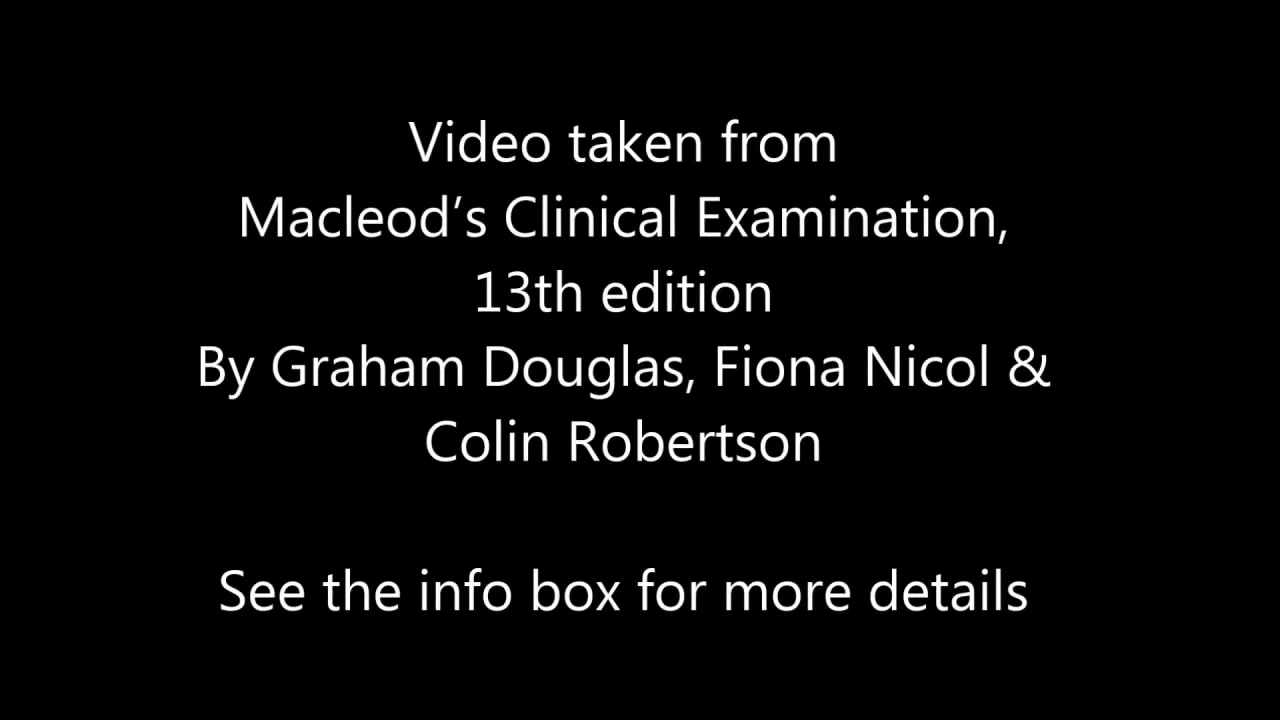 Video taken from
Macleod’s Clinical Examination,
13th edition
By Graham Douglas, Fiona Nicol &
Colin Robertson
See the info box for more details